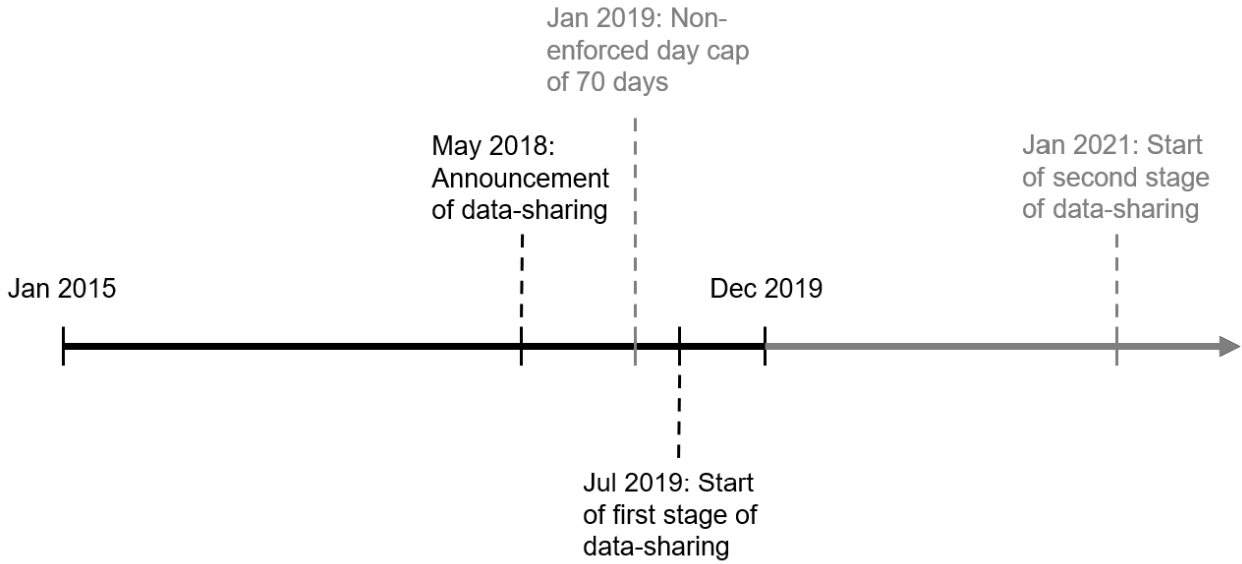 Jan 2019: Non-
enforced day cap
of 70 days
May 2018:
Announcement
of data-sharing
Jan 2021: Start
of second stage
of data-sharing
Jan 2015
Dec 2019
Jul 2019: Start
of first stage of
data-sharing